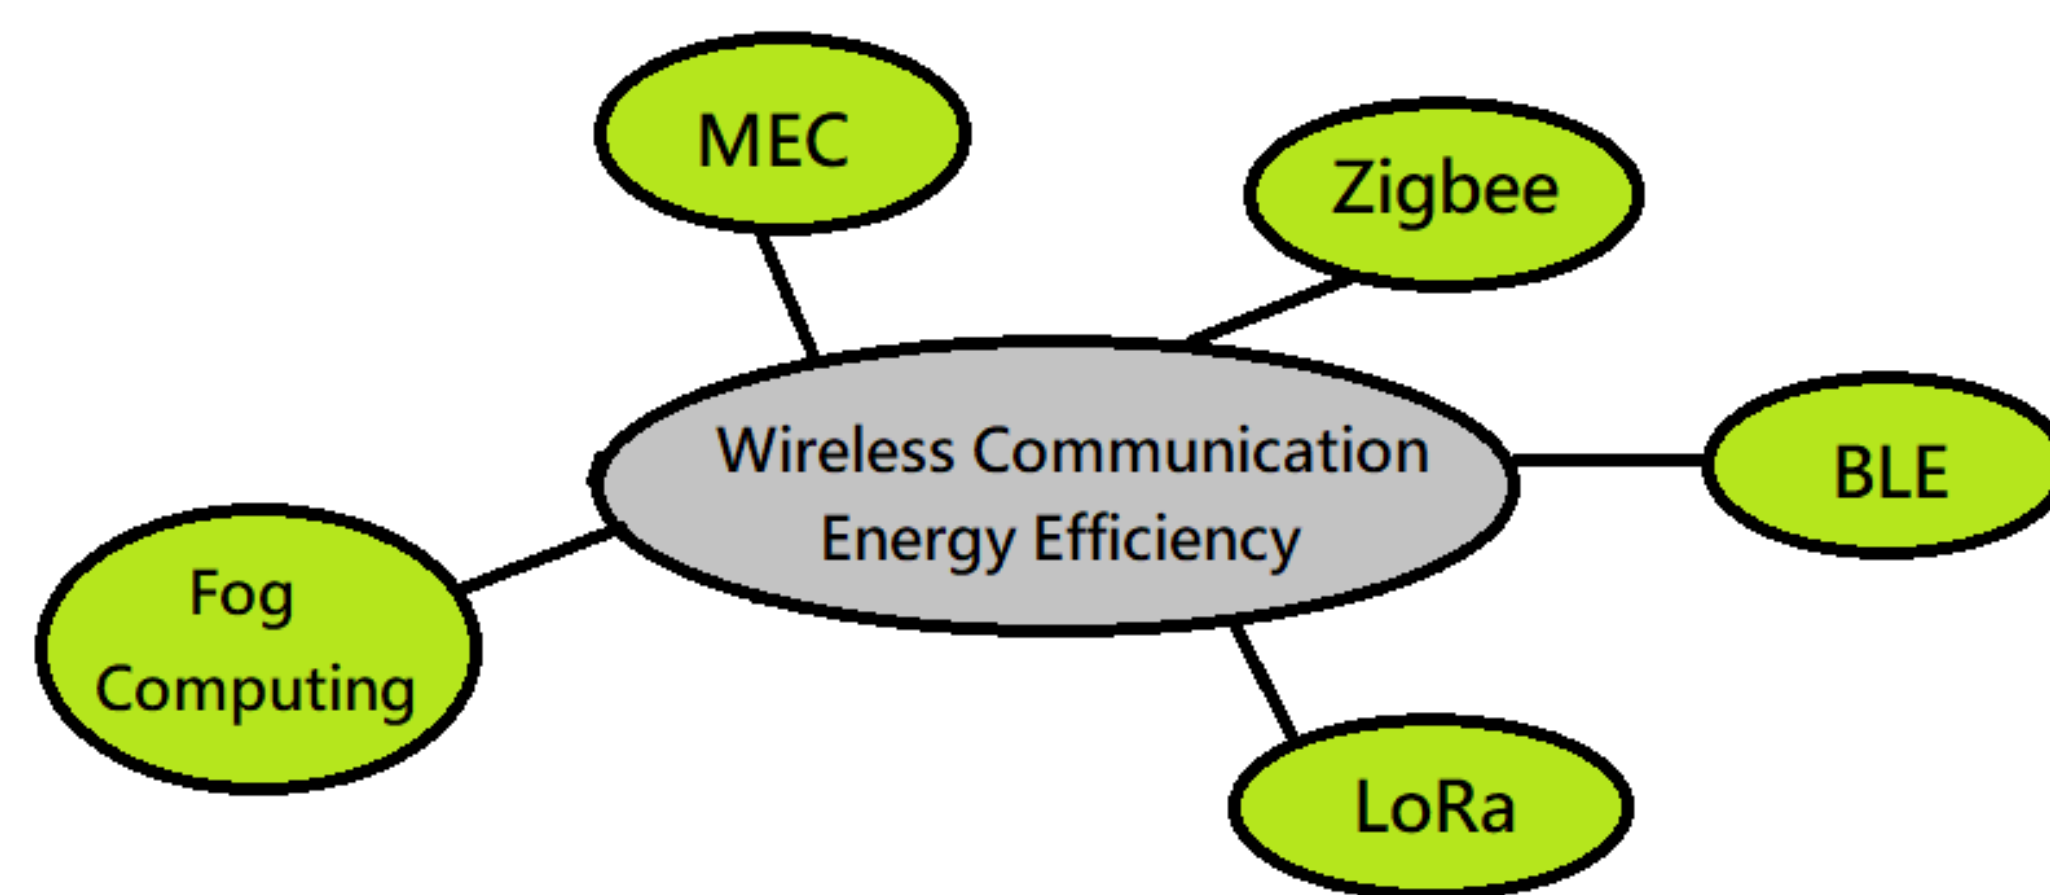 MEC
Zigbee
Wireless Communication
Energy Efficiency
BLE
Fog
Computing
LoRa